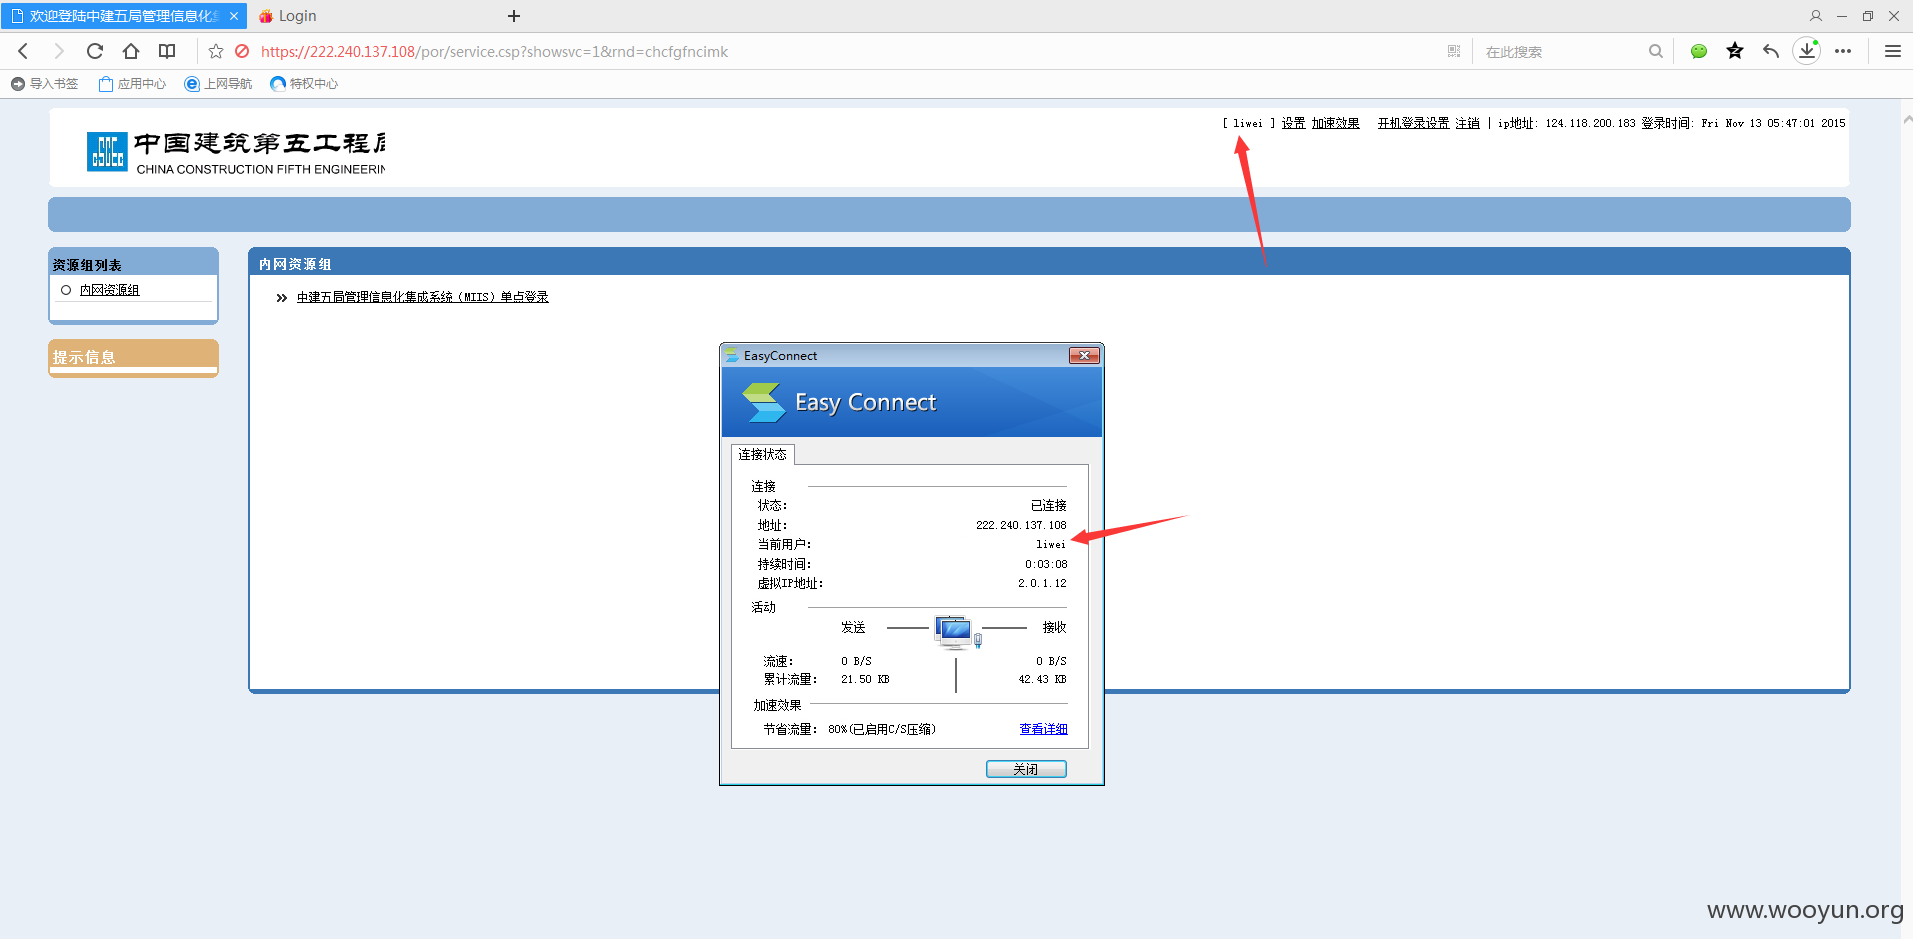 欢迎登陆中建五局管理信息化集
Login
https://222.240.137.108/por/service.csp?showsvc=1&rnd=chcfgfncimk
在此搜索
导入书签 应用中心 上网导航 特权中心
[ liwei ] 设置 加速效果 开机登录设置 注销 | ip地址: 124.118.200.183 登录时间: Fri Nov 13 05:47:01 2015
CSCEC
中国建筑第五工程局
CHINA CONSTRUCTION FIFTH ENGINEERIN
资源组列表
内网资源组
提示信息
内网资源组
>> 中建五局管理信息化集成系统（MIIS）单点登录
EasyConnect
Easy Connect
连接状态
连接
状态: 已连接
地址: 222.240.137.108
当前用户: liwei
持续时间: 0:03:08
虚拟IP地址: 2.0.1.12
活动
发送 接收
流速: 0 B/S 0 B/S
累计流量: 21.50 KB 42.43 KB
加速效果
节省流量: 80%(已启用C/S压缩) 查看详细
关闭
www.wooyun.org